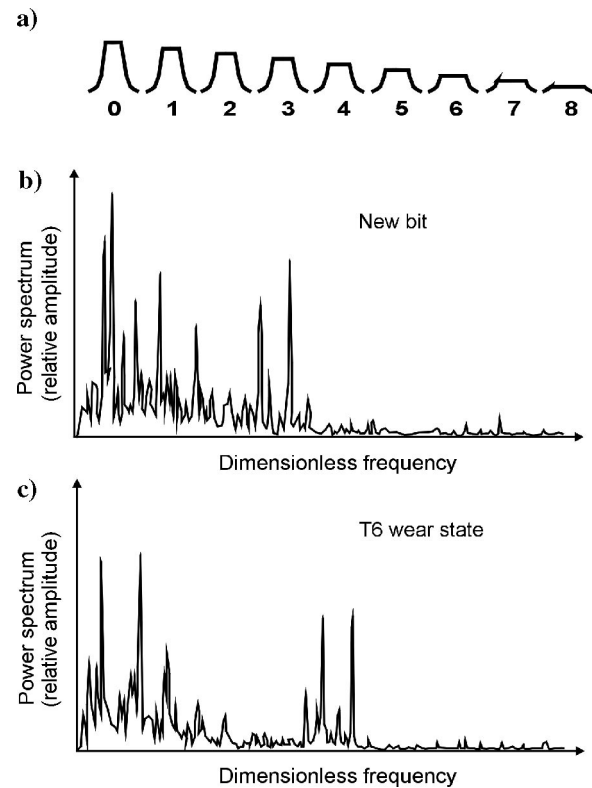 a)
0 1 2 3 4 5 6 7 8
b)
New bit
Power spectrum
(relative amplitude)
Dimensionless frequency
c)
T6 wear state
Power spectrum
(relative amplitude)
Dimensionless frequency